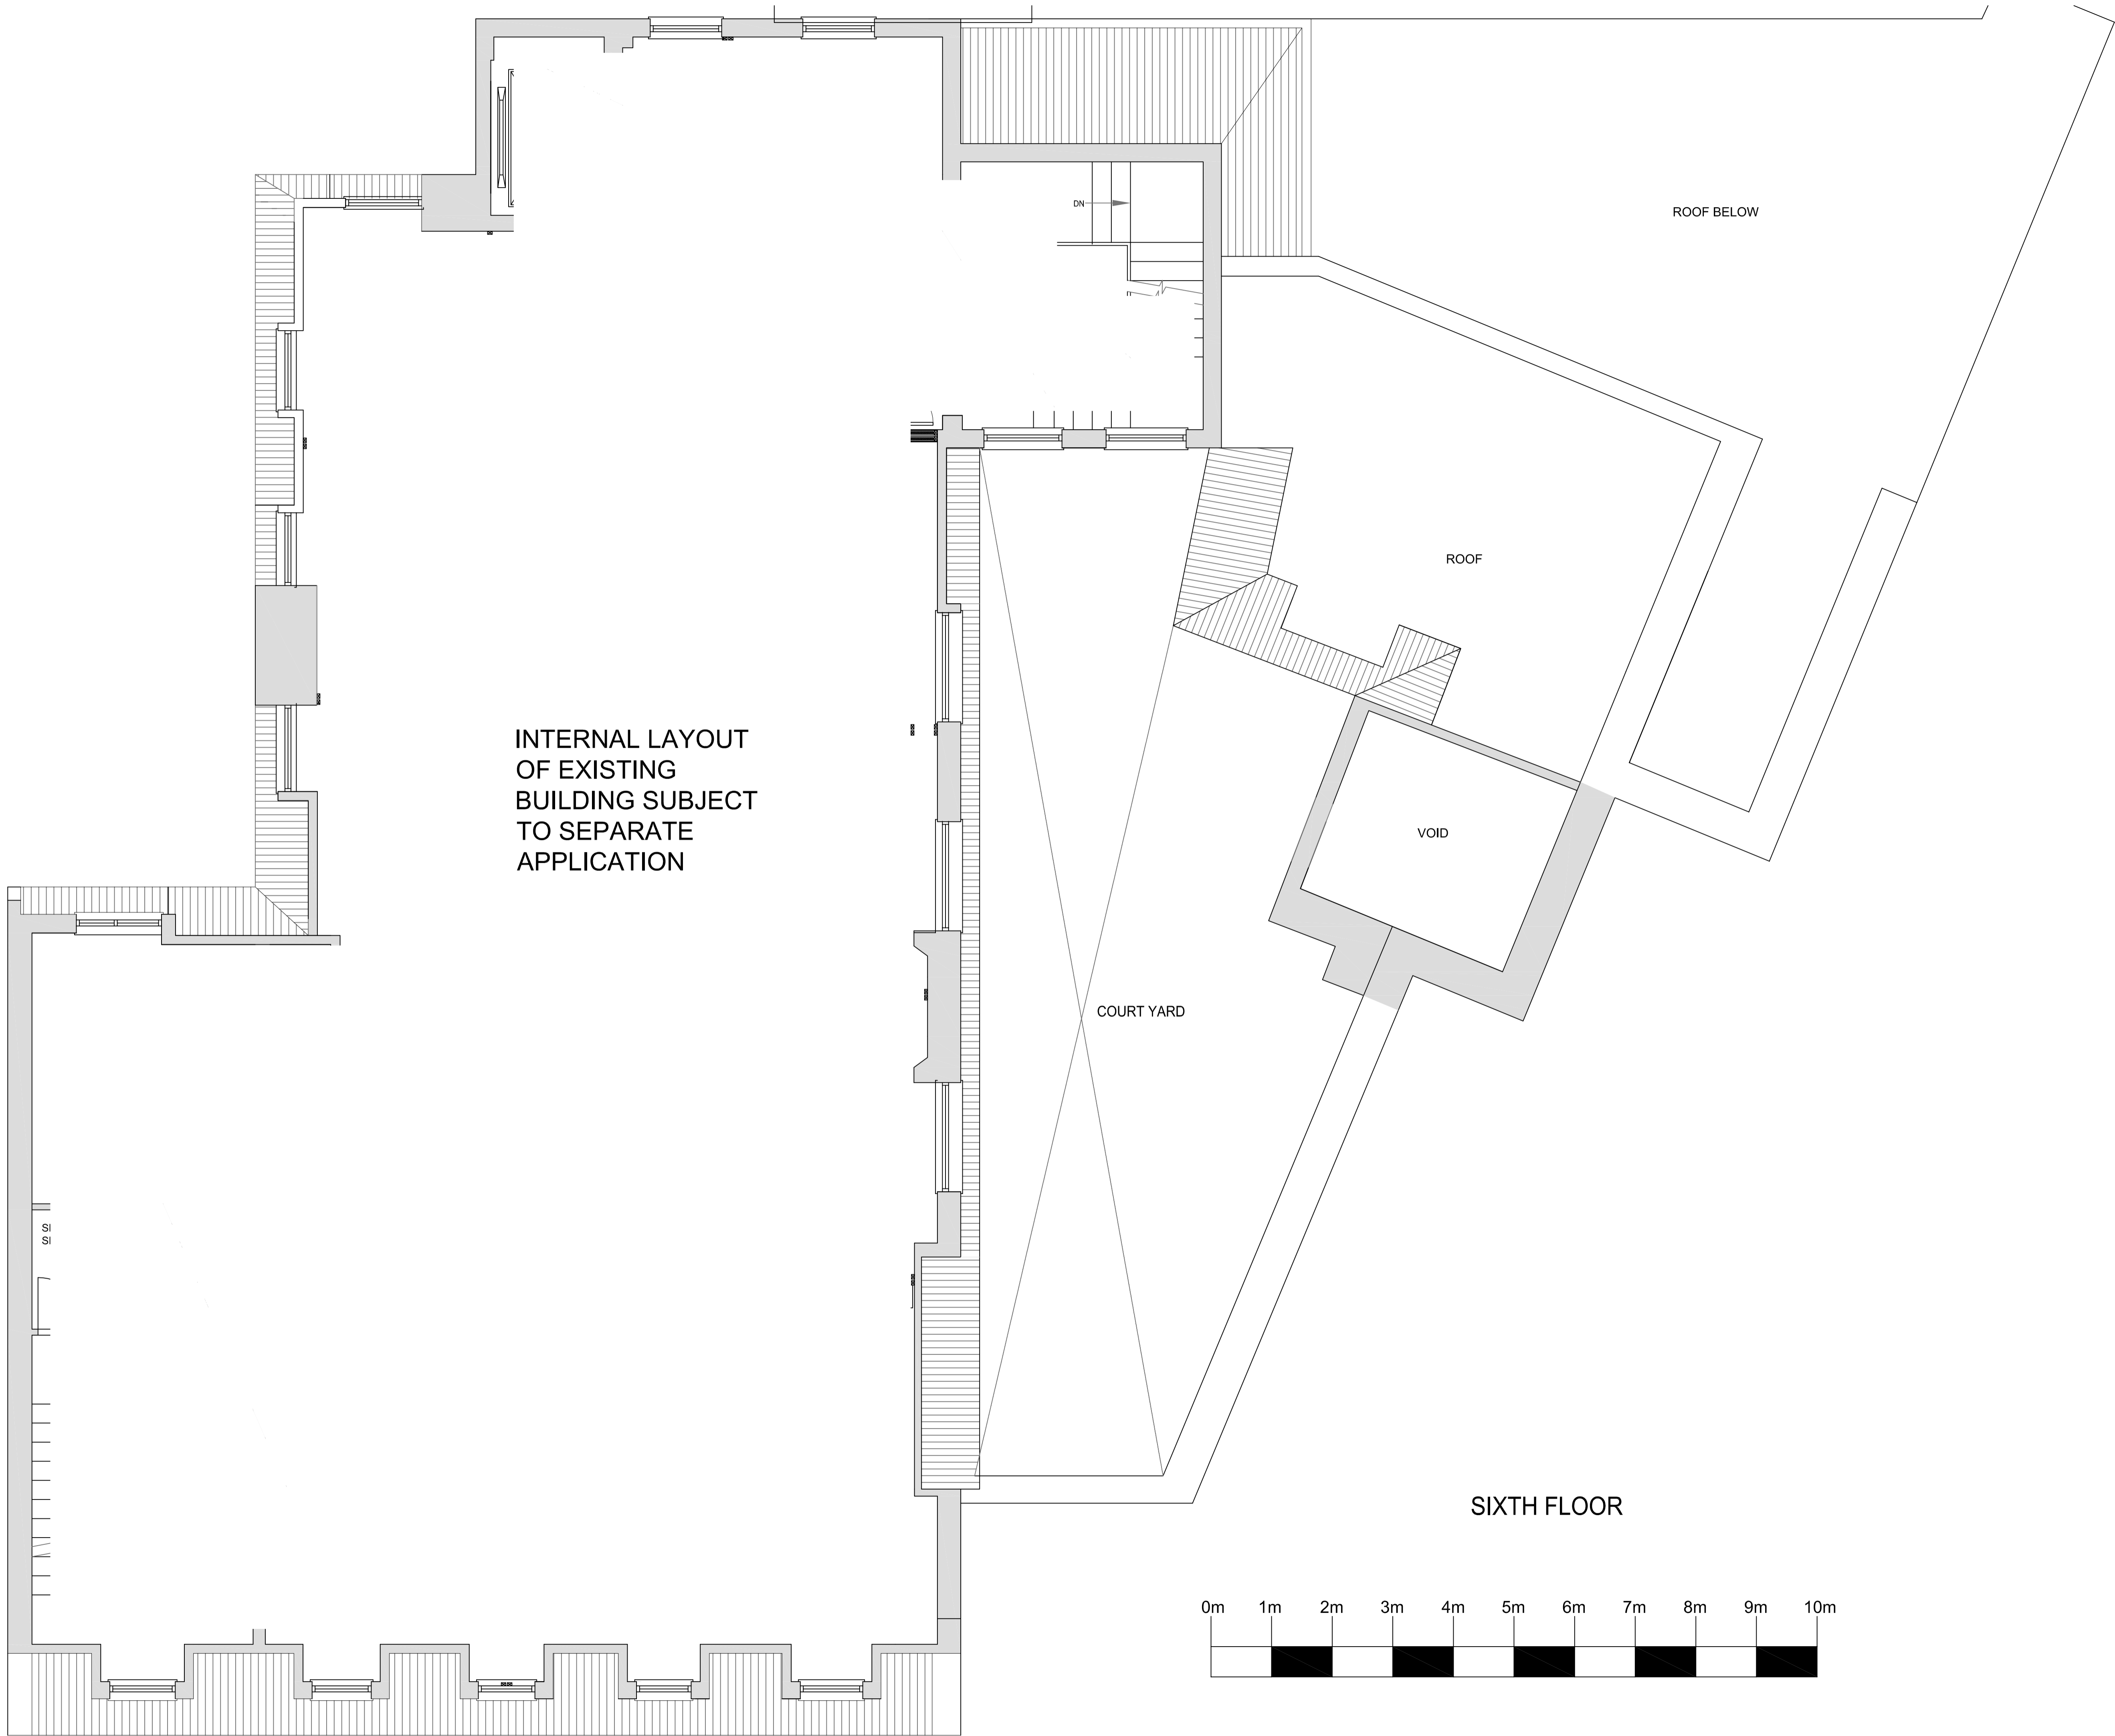 DN
ROOF BELOW
ROOF
INTERNAL LAYOUT
OF EXISTING
BUILDING SUBJECT
TO SEPARATE
APPLICATION
VOID
COURT YARD
SIXTH FLOOR
0m 1m 2m 3m 4m 5m 6m 7m 8m 9m 10m